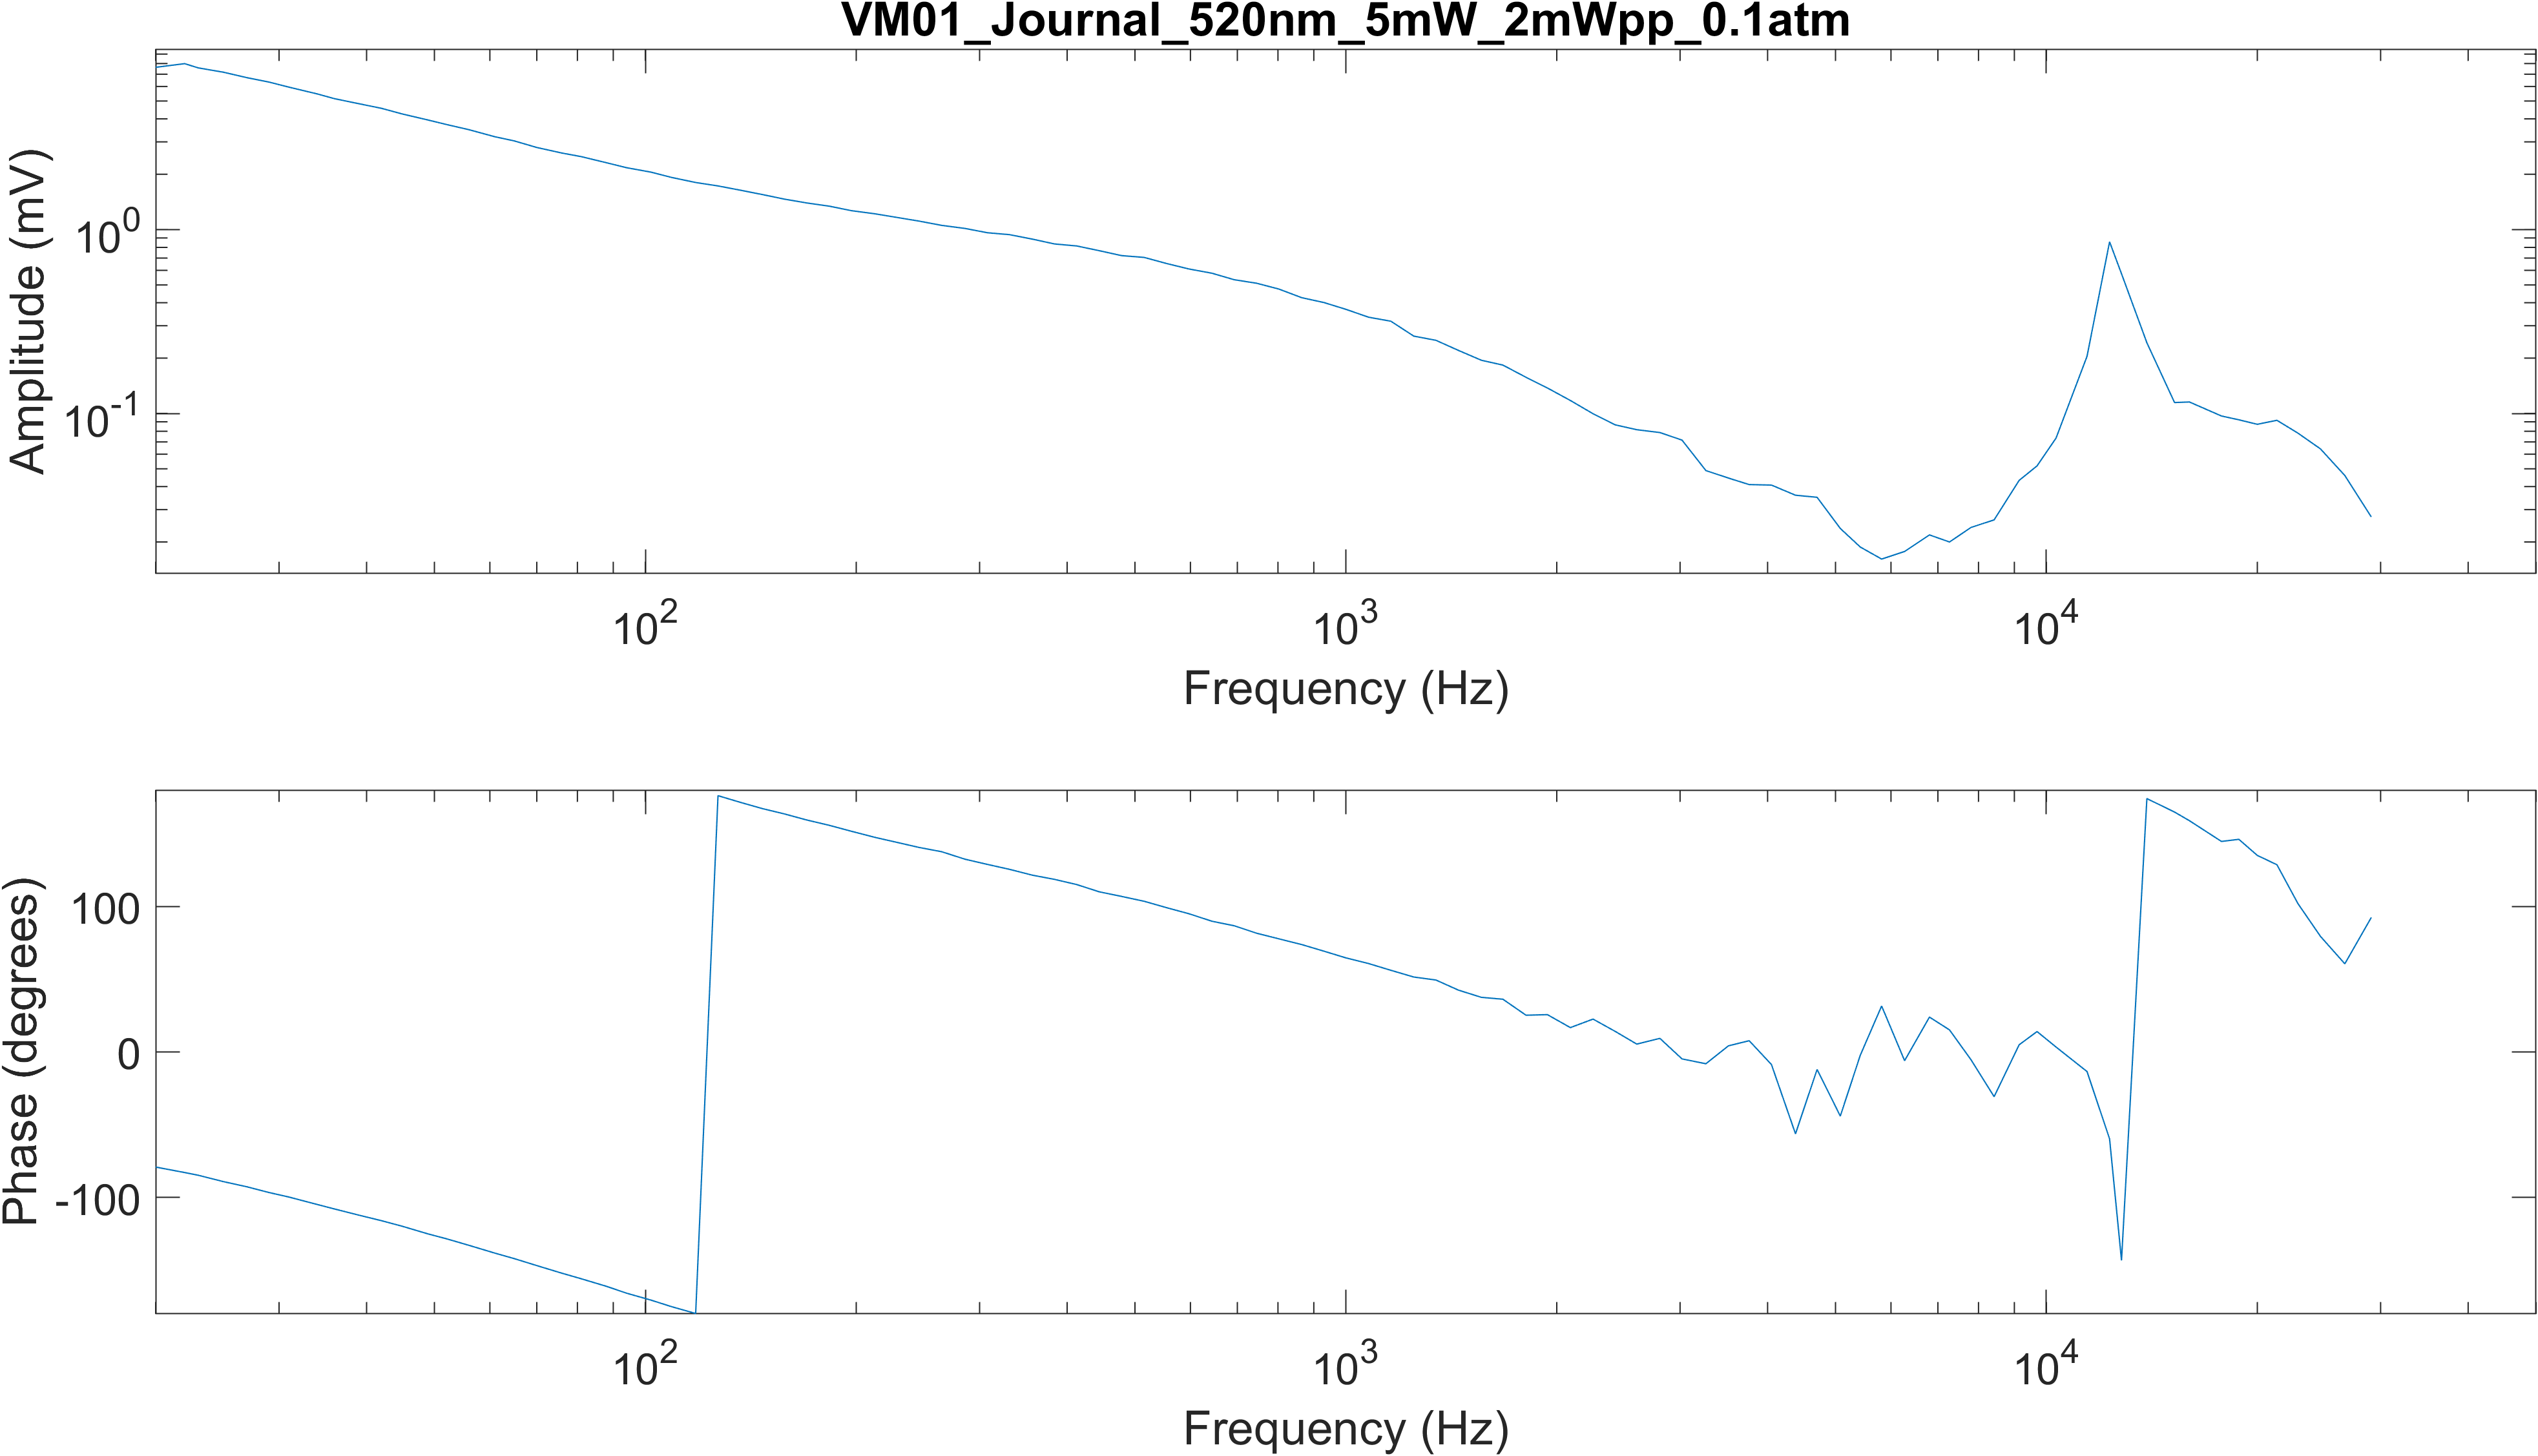 VM01_Journal_520nm_5mW_2mWpp_0.1atm
Amplitude (mV)
10^0
10^-1
10^2
10^3
10^4
Frequency (Hz)
Phase (degrees)
100
0
-100
10^2
10^3
10^4
Frequency (Hz)